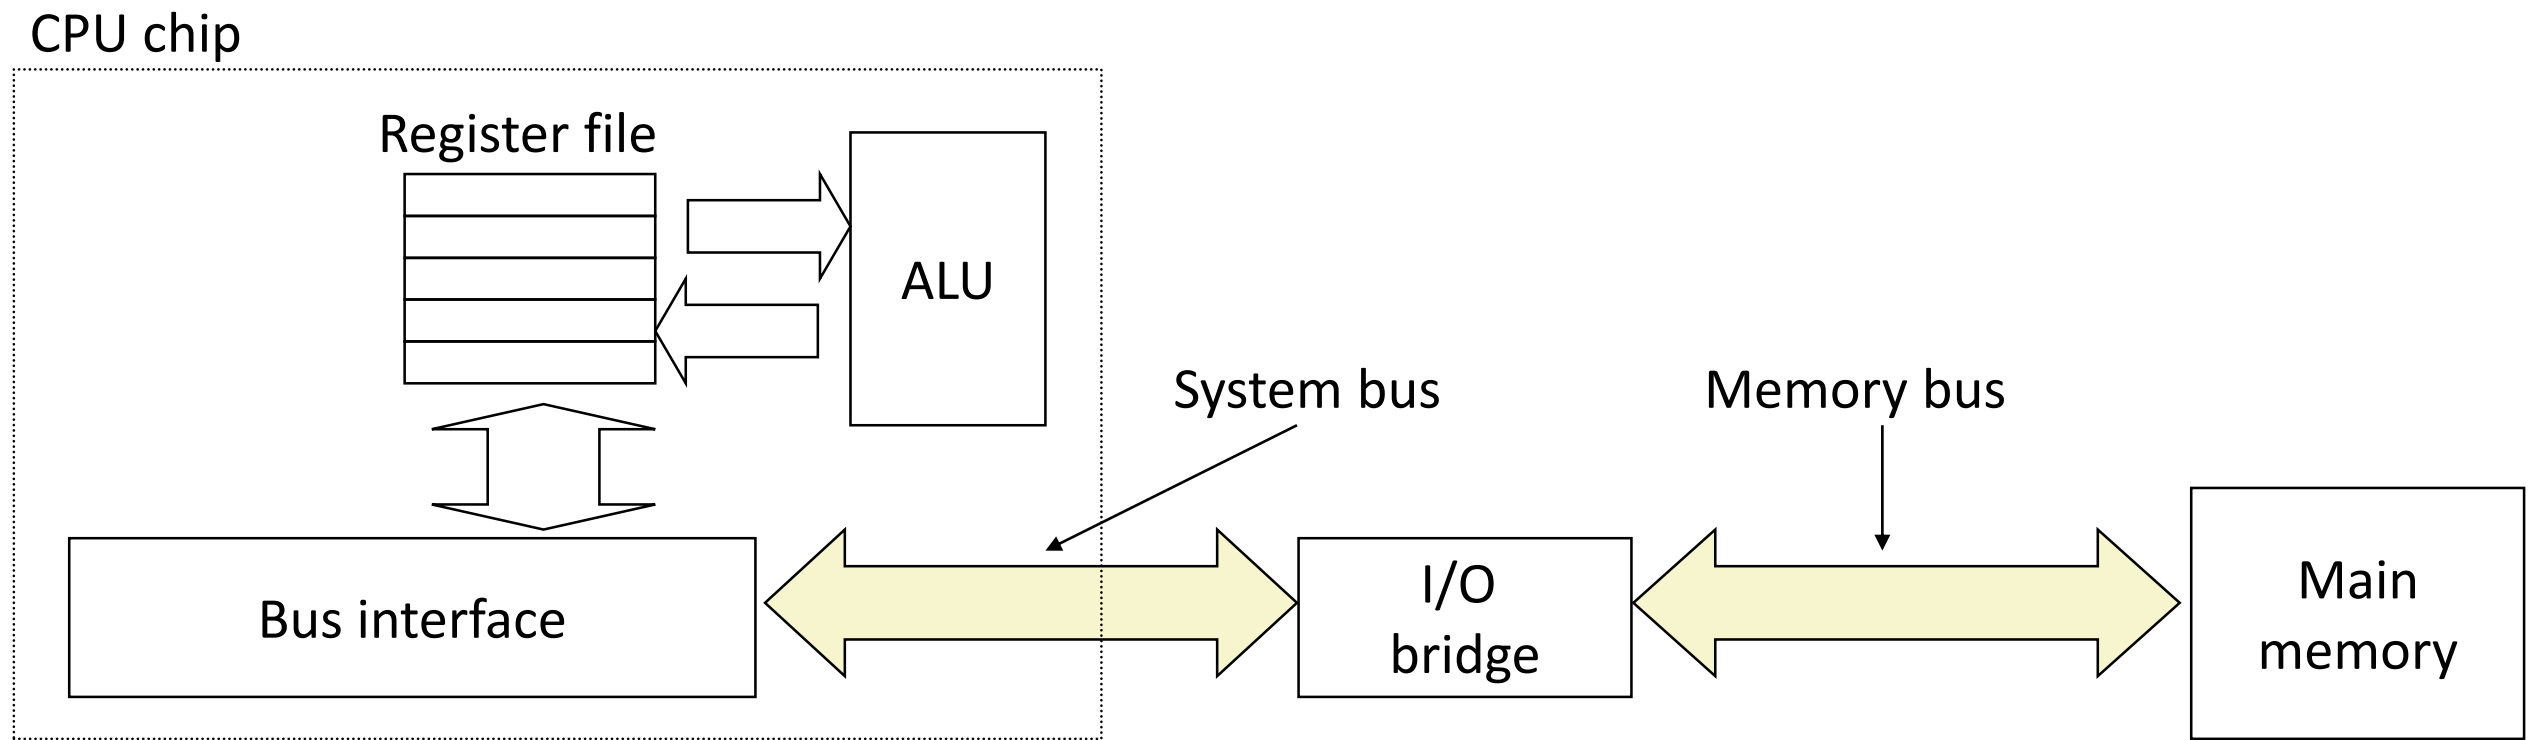 CPU chip
Register file
ALU
System bus
Memory bus
Bus interface
I/O
bridge
Main
memory